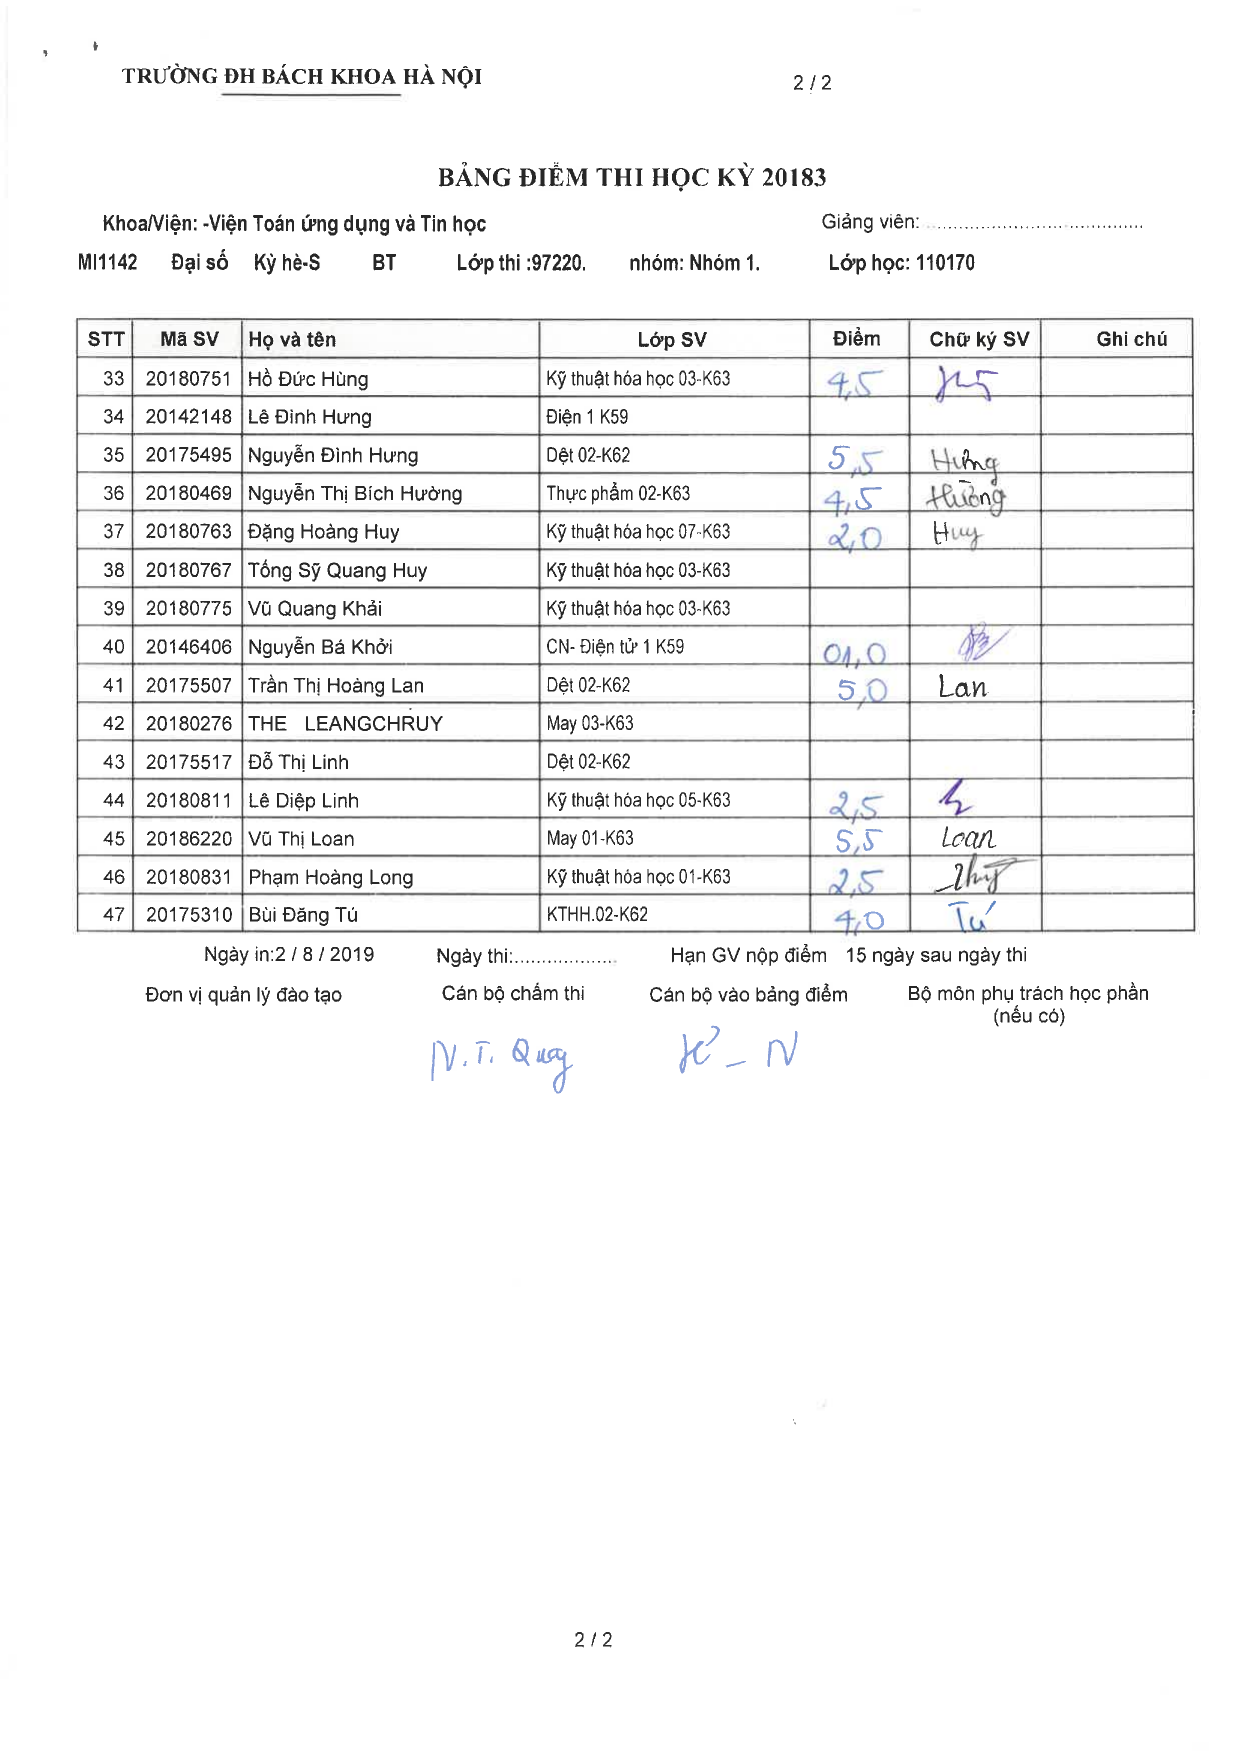 TRƯỜNG ĐH BÁCH KHOA HÀ NỘI 2 / 2
BẢNG ĐIỂM THI HỌC KỲ 20183
Khoa/Viện: -Viện Toán ứng dụng và Tin học Giảng viên: ........................................
MI1142 Đại số Kỳ hè-S BT Lớp thi :97220. nhóm: Nhóm 1. Lớp học: 110170
STT Mã SV Họ và tên Lớp SV Điểm Chữ ký SV Ghi chú
33 20180751 Hồ Đức Hùng Kỹ thuật hóa học 03-K63 4,5
34 20142148 Lê Đình Hưng Điện 1 K59
35 20175495 Nguyễn Đình Hưng Dệt 02-K62 5,5 Hưng
36 20180469 Nguyễn Thị Bích Hường Thực phẩm 02-K63 4,5 Hường
37 20180763 Đặng Hoàng Huy Kỹ thuật hóa học 07-K63 2,0 Huy
38 20180767 Tống Sỹ Quang Huy Kỹ thuật hóa học 03-K63
39 20180775 Vũ Quang Khải Kỹ thuật hóa học 03-K63
40 20146406 Nguyễn Bá Khởi CN- Điện tử 1 K59 01,0
41 20175507 Trần Thị Hoàng Lan Dệt 02-K62 5,0 Lan
42 20180276 THE LEANGCHRUY May 03-K63
43 20175517 Đỗ Thị Linh Dệt 02-K62
44 20180811 Lê Diệp Linh Kỹ thuật hóa học 05-K63 2,5
45 20186220 Vũ Thị Loan May 01-K63 5,5 Loan
46 20180831 Phạm Hoàng Long Kỹ thuật hóa học 01-K63 2,5
47 20175310 Bùi Đăng Tú KTHH.02-K62 4,0 Tú
Ngày in:2 / 8 / 2019 Ngày thi:................... Hạn GV nộp điểm 15 ngày sau ngày thi
Đơn vị quản lý đào tạo Cán bộ chấm thi Cán bộ vào bảng điểm Bộ môn phụ trách học phần
(nếu có)
N.T.
2 / 2